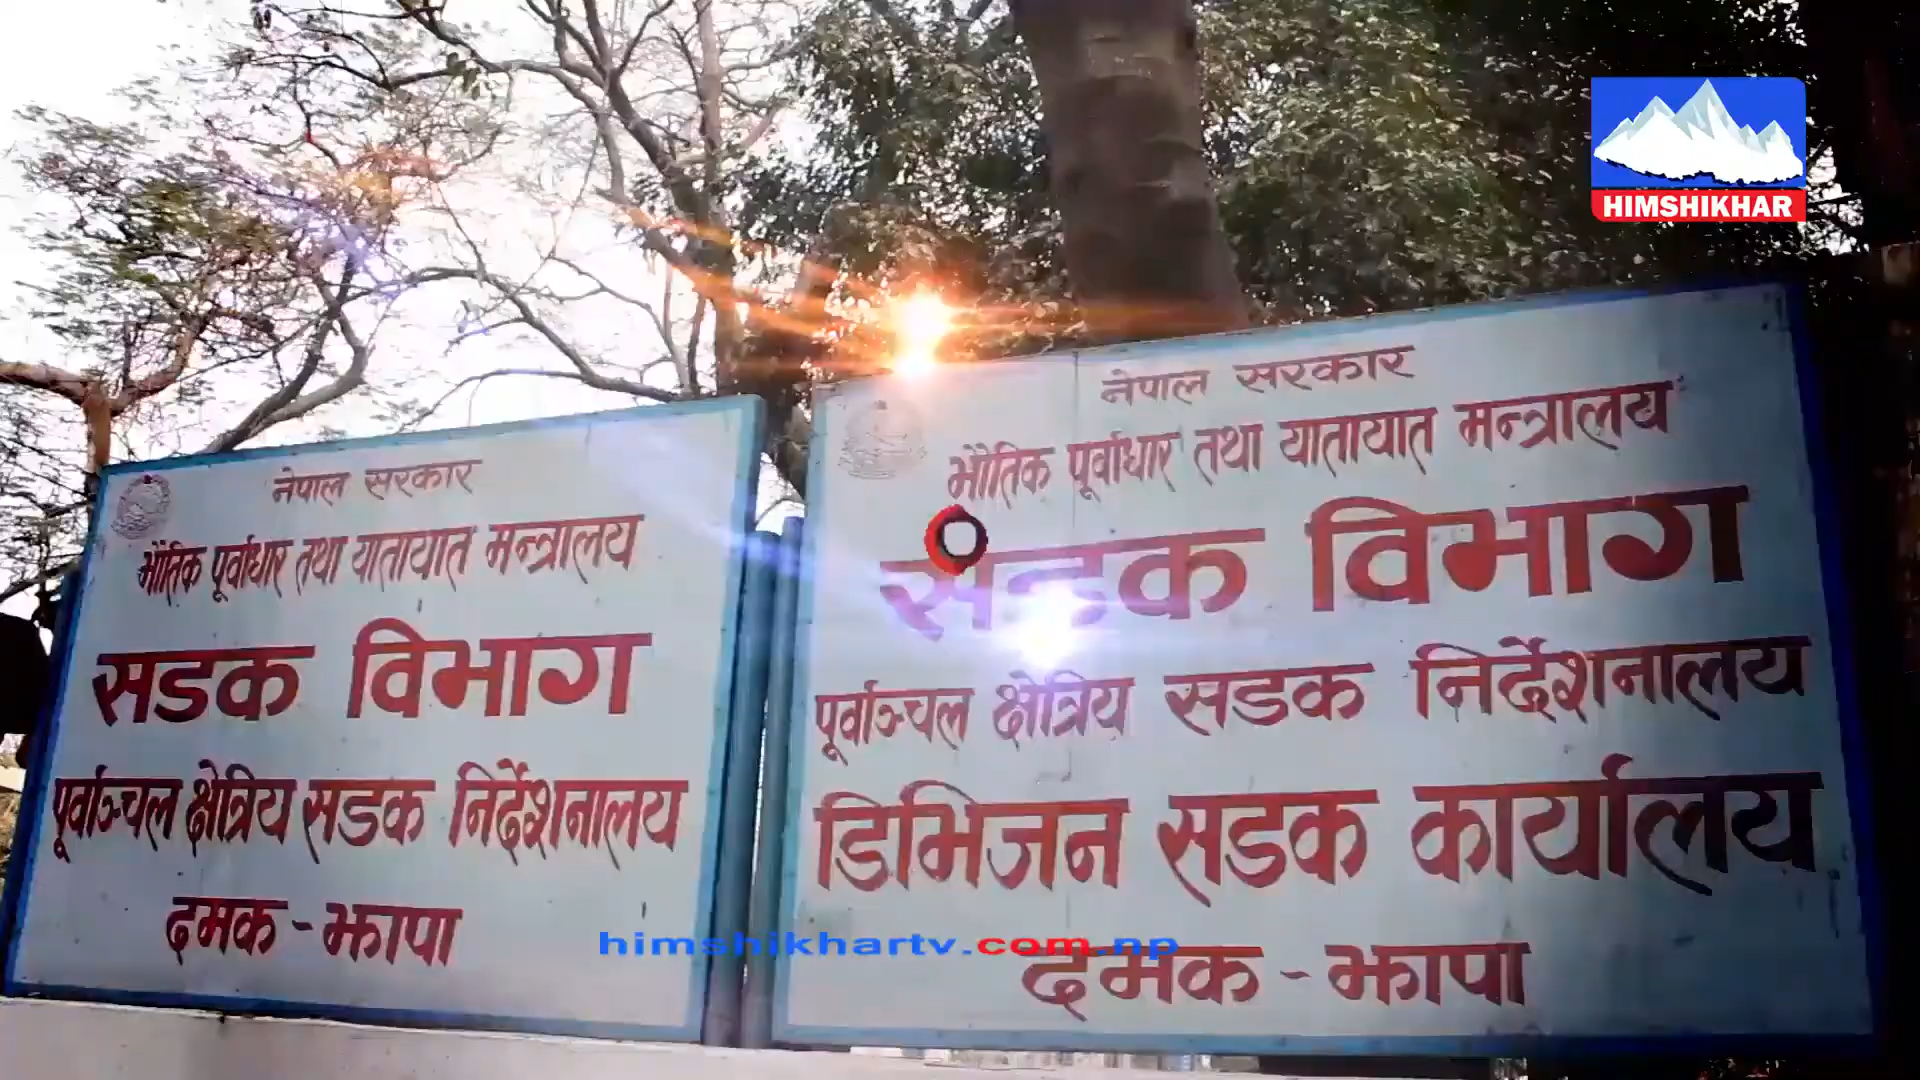 HIMSHIKHAR
नेपाल सरकार
भौतिक पूर्वाधार तथा यातायात मन्त्रालय
सडक विभाग
पूर्वाञ्चल क्षेत्रिय सडक निर्देशनालय
दमक - झापा
नेपाल सरकार
भौतिक पूर्वाधार तथा यातायात मन्त्रालय
सडक विभाग
पूर्वाञ्चल क्षेत्रिय सडक निर्देशनालय
डिभिजन सडक कार्यालय
दमक - झापा
himshikhartv.com.np